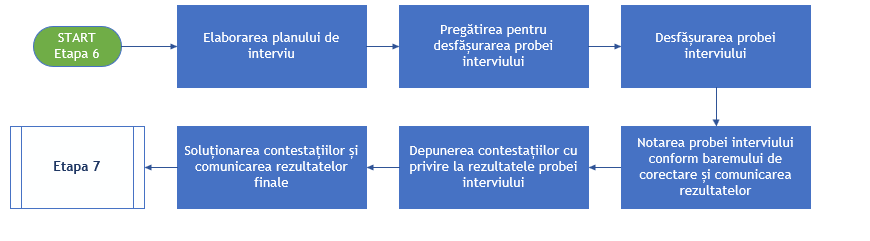 START
Etapa 6
Elaborarea planului de
interviu
Pregătirea pentru
desfășurarea probei
interviului
Desfășurarea probei
interviului
Notarea probei interviului
conform baremului de
corectare și comunicarea
rezultatelor
Depunerea contestațiilor cu
privire la rezultatele probei
interviului
Soluționarea contestațiilor și
comunicarea rezultatelor
finale
Etapa 7